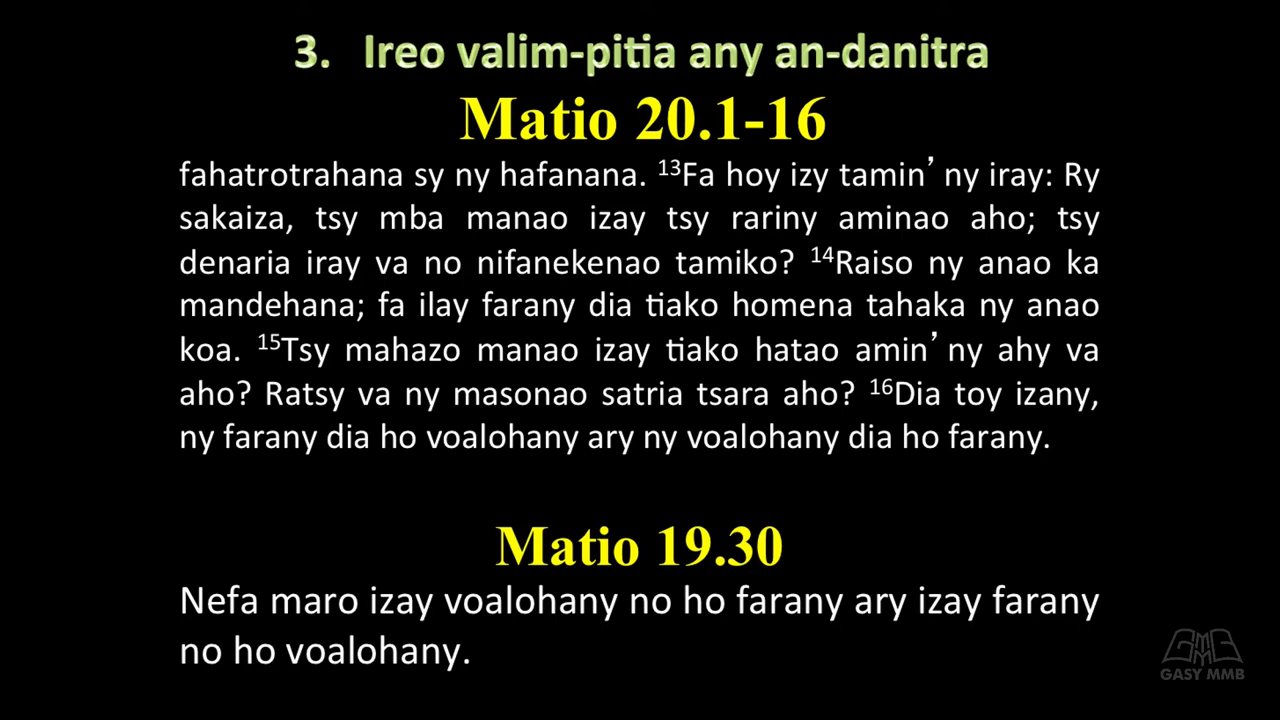 3. Ireo valim-pitia any an-danitra
Matio 20.1-16
fahatrotrahana sy ny hafanana. ¹³Fa hoy izy tamin’ ny iray: Ry
sakaiza, tsy mba manao izay tsy rariny aminao aho; tsy
denaria iray va no nifanekenao tamiko? ¹⁴Raiso ny anao ka
mandehana; fa ilay farany dia tiako homena tahaka ny anao
koa. ¹⁵Tsy mahazo manao izay tiako hatao amin’ ny ahy va
aho? Ratsy va ny masonao satria tsara aho? ¹⁶Dia toy izany,
ny farany dia ho voalohany ary ny voalohany dia ho farany.
Matio 19.30
Nefa maro izay voalohany no ho farany ary izay farany
no ho voalohany.
GASY MMB